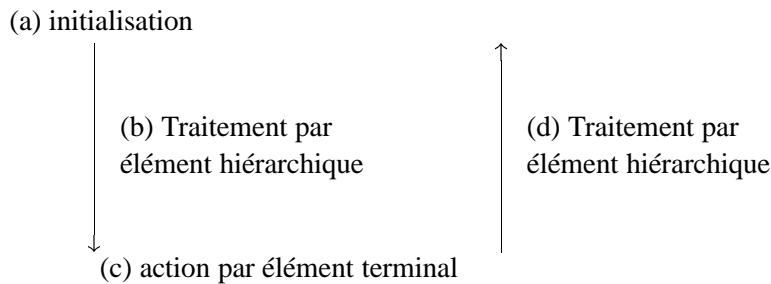 (a) initialisation
(b) Traitement par
élément hiérarchique
(d) Traitement par
élément hiérarchique
(c) action par élément terminal